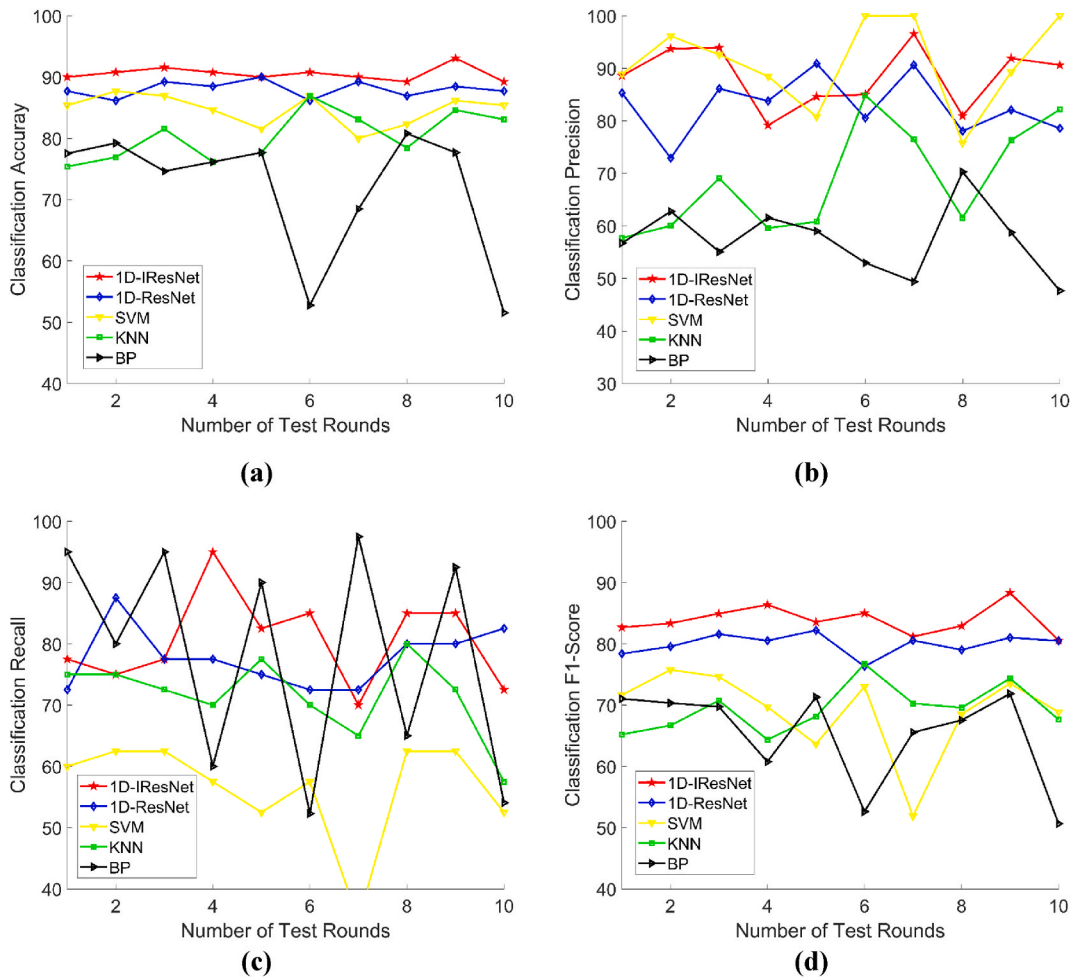 100
90
80
70
60
50
40
Classification Accuray
1D-IResNet
1D-ResNet
SVM
KNN
BP
2 4 6 8 10
Number of Test Rounds
(a)
100
90
80
70
60
50
40
30
Classification Precision
1D-IResNet
1D-ResNet
SVM
KNN
BP
2 4 6 8 10
Number of Test Rounds
(b)
100
90
80
70
60
50
40
Classification Recall
1D-IResNet
1D-ResNet
SVM
KNN
BP
2 4 6 8 10
Number of Test Rounds
(c)
100
90
80
70
60
50
40
Classification F1-Score
1D-IResNet
1D-ResNet
SVM
KNN
BP
2 4 6 8 10
Number of Test Rounds
(d)